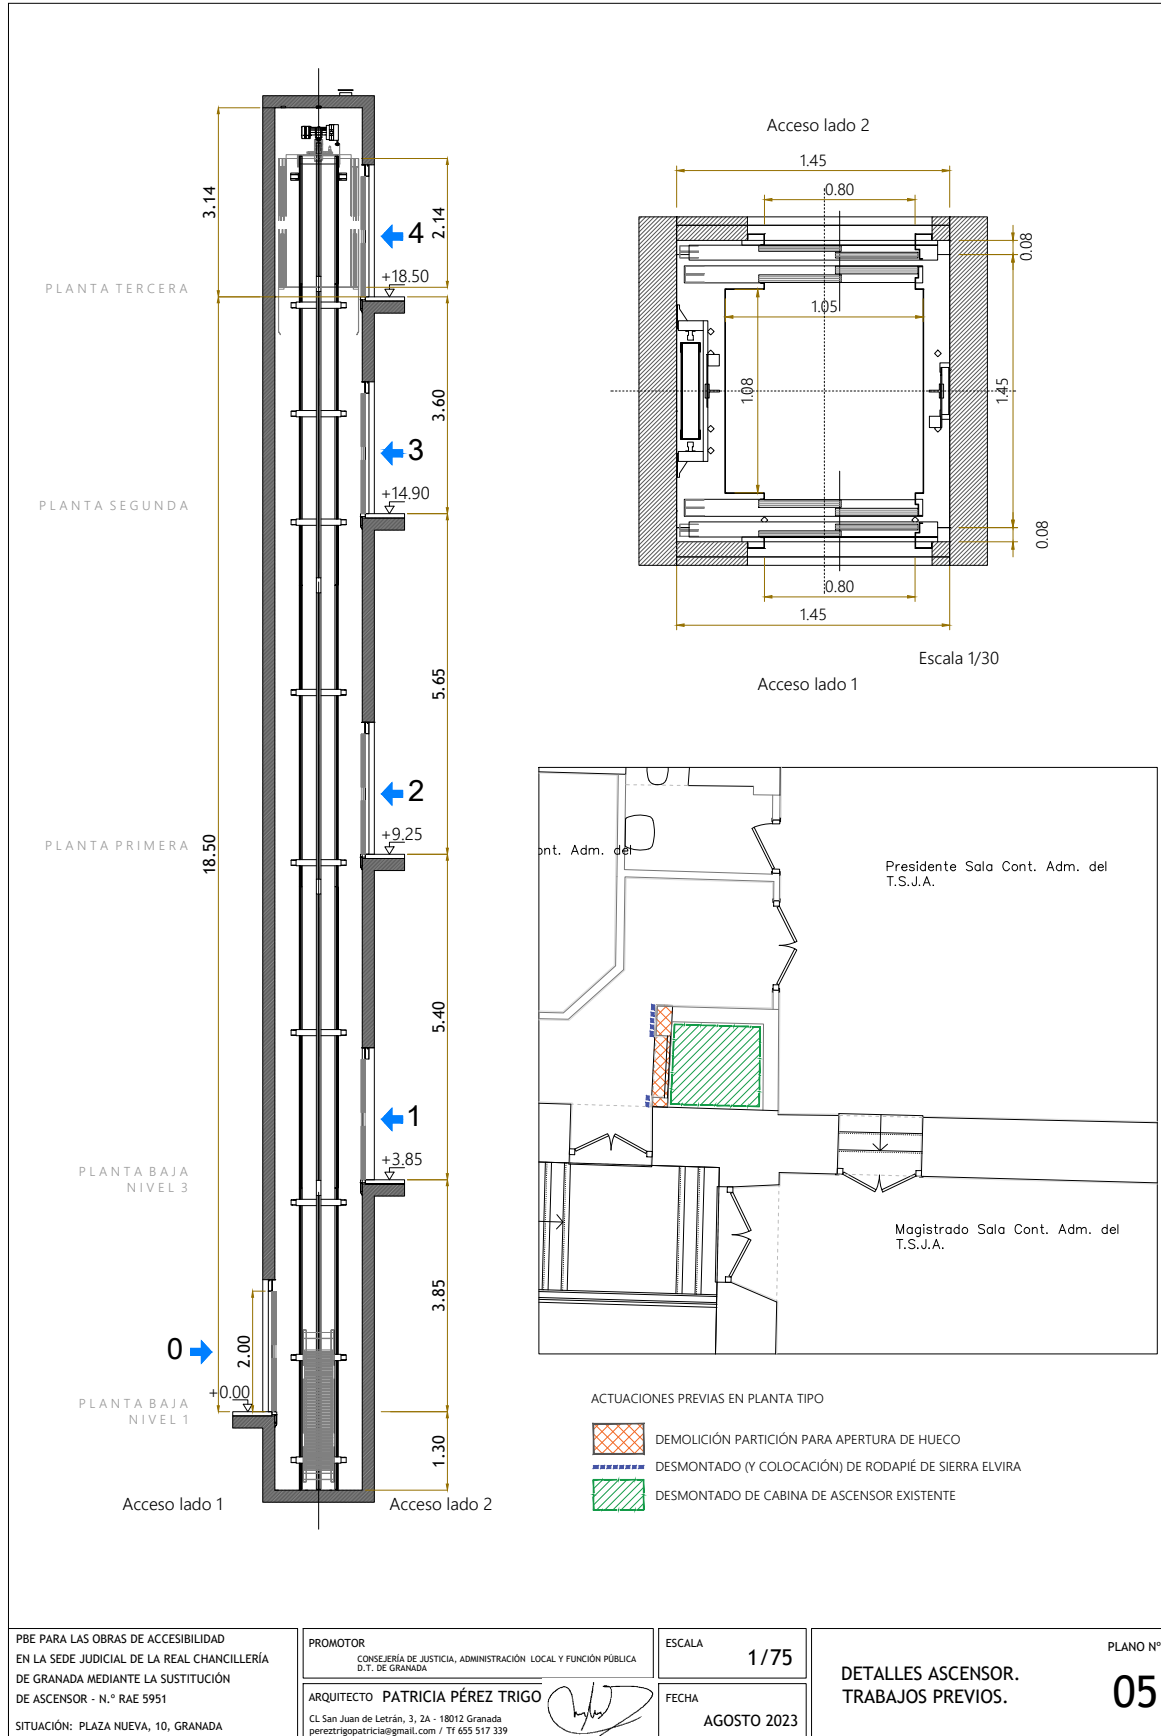 3.14
PLANTA TERCERA
4
2.14
+18.50
3.60
3
+14.90
PLANTA SEGUNDA
5.65
2
+9.25
PLANTA PRIMERA
18.50
5.40
1
+3.85
PLANTA BAJA
NIVEL 3
3.85
0
2.00
+0.00
PLANTA BAJA
NIVEL 1
1.30
Acceso lado 1
Acceso lado 2
Acceso lado 2
1.45
0.80
0.08
1.05
1.08
1.45
0.08
0.80
1.45
Escala 1/30
Acceso lado 1
ont. Adm. del
Presidente Sala Cont. Adm. del
T.S.J.A.
Magistrado Sala Cont. Adm. del
T.S.J.A.
ACTUACIONES PREVIAS EN PLANTA TIPO
DEMOLICIÓN PARTICIÓN PARA APERTURA DE HUECO
DESMONTADO (Y COLOCACIÓN) DE RODAPIÉ DE SIERRA ELVIRA
DESMONTADO DE CABINA DE ASCENSOR EXISTENTE
PBE PARA LAS OBRAS DE ACCESIBILIDAD
EN LA SEDE JUDICIAL DE LA REAL CHANCILLERÍA
DE GRANADA MEDIANTE LA SUSTITUCIÓN
DE ASCENSOR - N.º RAE 5951
SITUACIÓN: PLAZA NUEVA, 10, GRANADA
PROMOTOR
CONSEJERÍA DE JUSTICIA, ADMINISTRACIÓN LOCAL Y FUNCIÓN PÚBLICA
D.T. DE GRANADA
ARQUITECTO PATRICIA PÉREZ TRIGO
CL San Juan de Letrán, 3, 2A - 18012 Granada
pereztrigopatricia@gmail.com / Tf 655 517 339
ESCALA
1/75
FECHA
AGOSTO 2023
DETALLES ASCENSOR.
TRABAJOS PREVIOS.
PLANO Nº
05